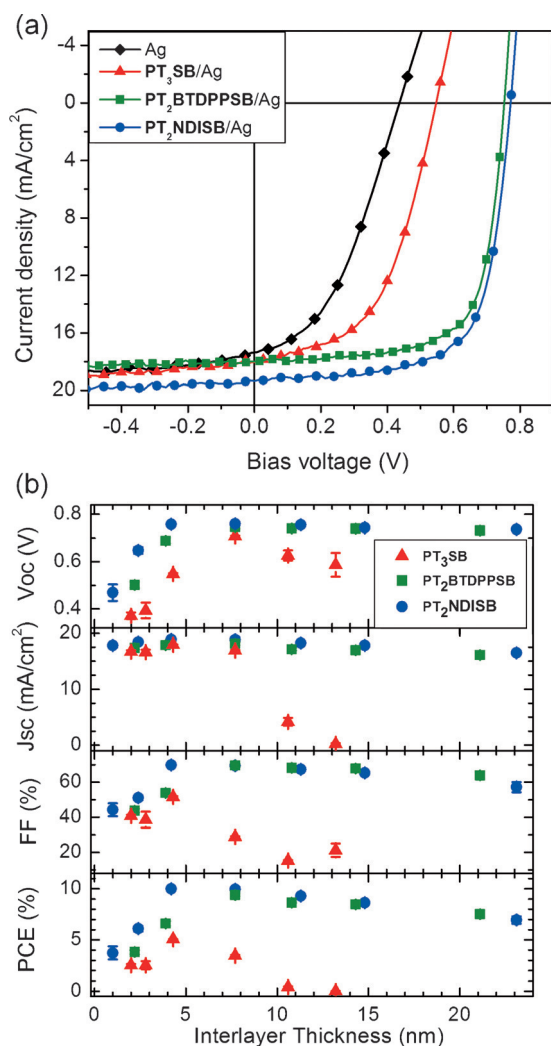 (a)
Ag
PT₃SB/Ag
PT₂BTDPPSB/Ag
PT₂NDISB/Ag
-4
0
4
8
12
16
20
Current density (mA/cm²)
-0.4 -0.2 0.0 0.2 0.4 0.6 0.8
Bias voltage (V)
(b)
0.8
0.6
0.4
Voc (V)
PT₃SB
PT₂BTDPPSB
PT₂NDISB
20
10
0
Jsc (mA/cm²)
60
40
20
FF (%)
10
5
0
PCE (%)
0 5 10 15 20
Interlayer Thickness (nm)